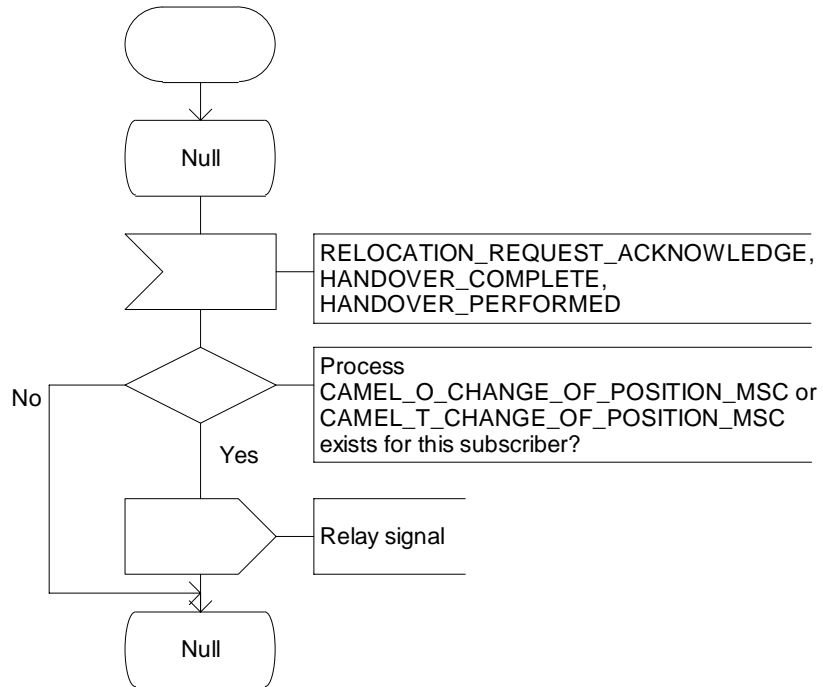 Null
RELOCATION_REQUEST_ACKNOWLEDGE,
HANDOVER_COMPLETE,
HANDOVER_PERFORMED
Process
CAMEL_O_CHANGE_OF_POSITION_MSC or
CAMEL_T_CHANGE_OF_POSITION_MSC
exists for this subscriber?
No
Yes
Relay signal
Null